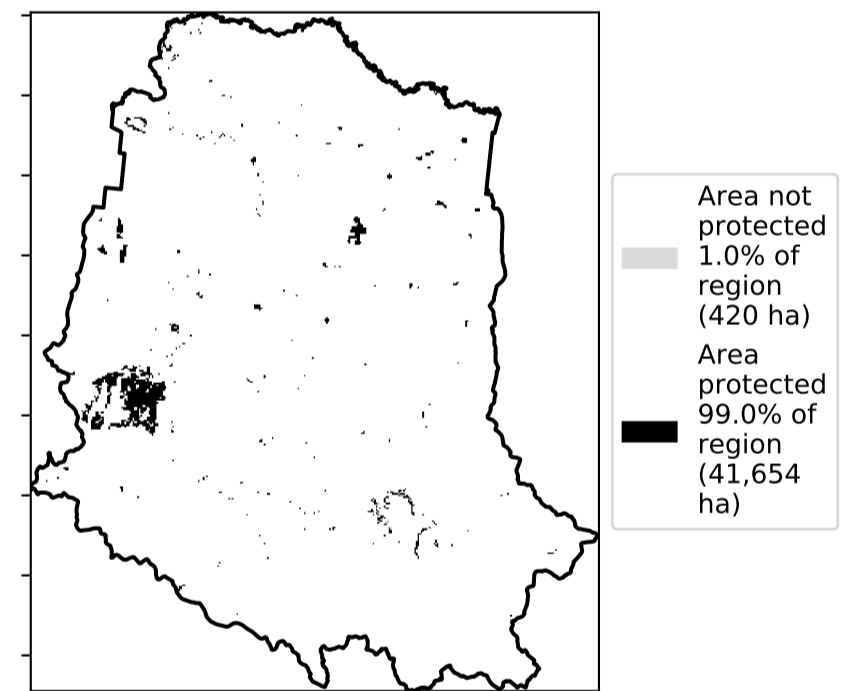 Area not
protected
1.0% of
region
(420 ha)
Area
protected
99.0% of
region
(41,654
ha)